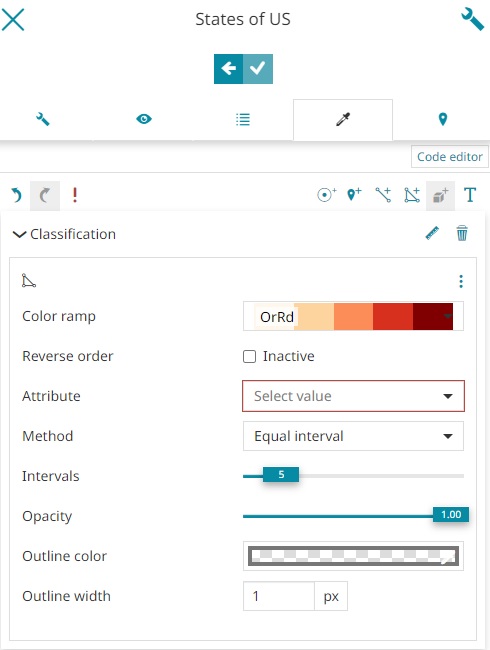 States of US
Code editor
T
Classification
Color ramp OrRd
Reverse order Inactive
Attribute Select value
Method Equal interval
Intervals 5
Opacity 1.00
Outline color
Outline width 1 px